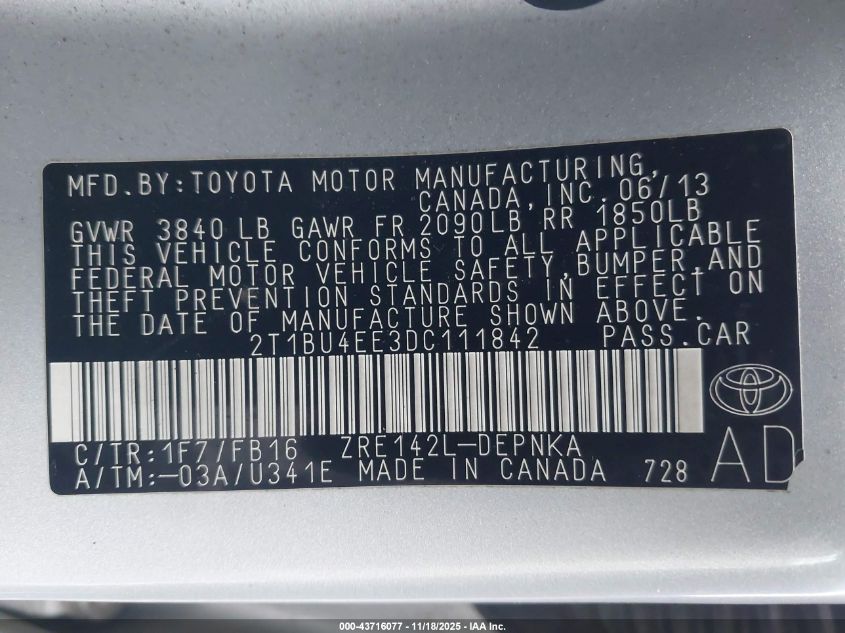 MFD.BY:TOYOTA MOTOR MANUFACTURING,
CANADA, INC. 06/13
GVWR 3840 LB GAWR FR 2090LB RR 1850LB
THIS VEHICLE CONFORMS TO ALL APPLICABLE
FEDERAL MOTOR VEHICLE SAFETY, BUMPER, AND
THEFT PREVENTION STANDARDS IN EFFECT ON
THE DATE OF MANUFACTURE SHOWN ABOVE.
2T1BU4EE3DC111842 PASS.CAR
C/TR:1F7/FB16 ZRE142L-DEPNKA
A/TM:-03A/U341E MADE IN CANADA 728 AD
000-43716077 - 11/18/2025 - IAA Inc.